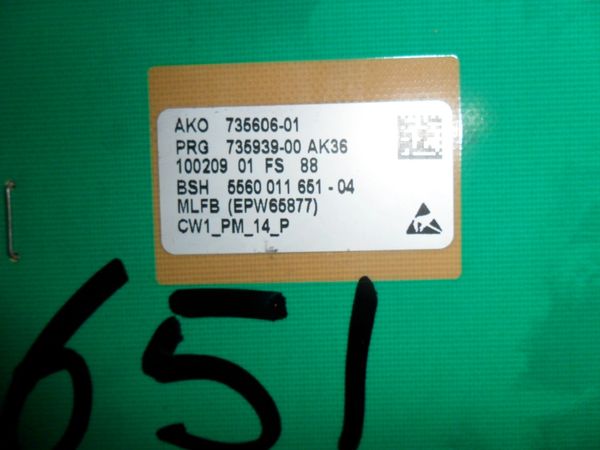 AKO 735606-01
PRG 735939-00 AK36
100209 01 FS 88
BSH 5560 011 651 - 04
MLFB (EPW65877)
CW1_PM_14_P
651